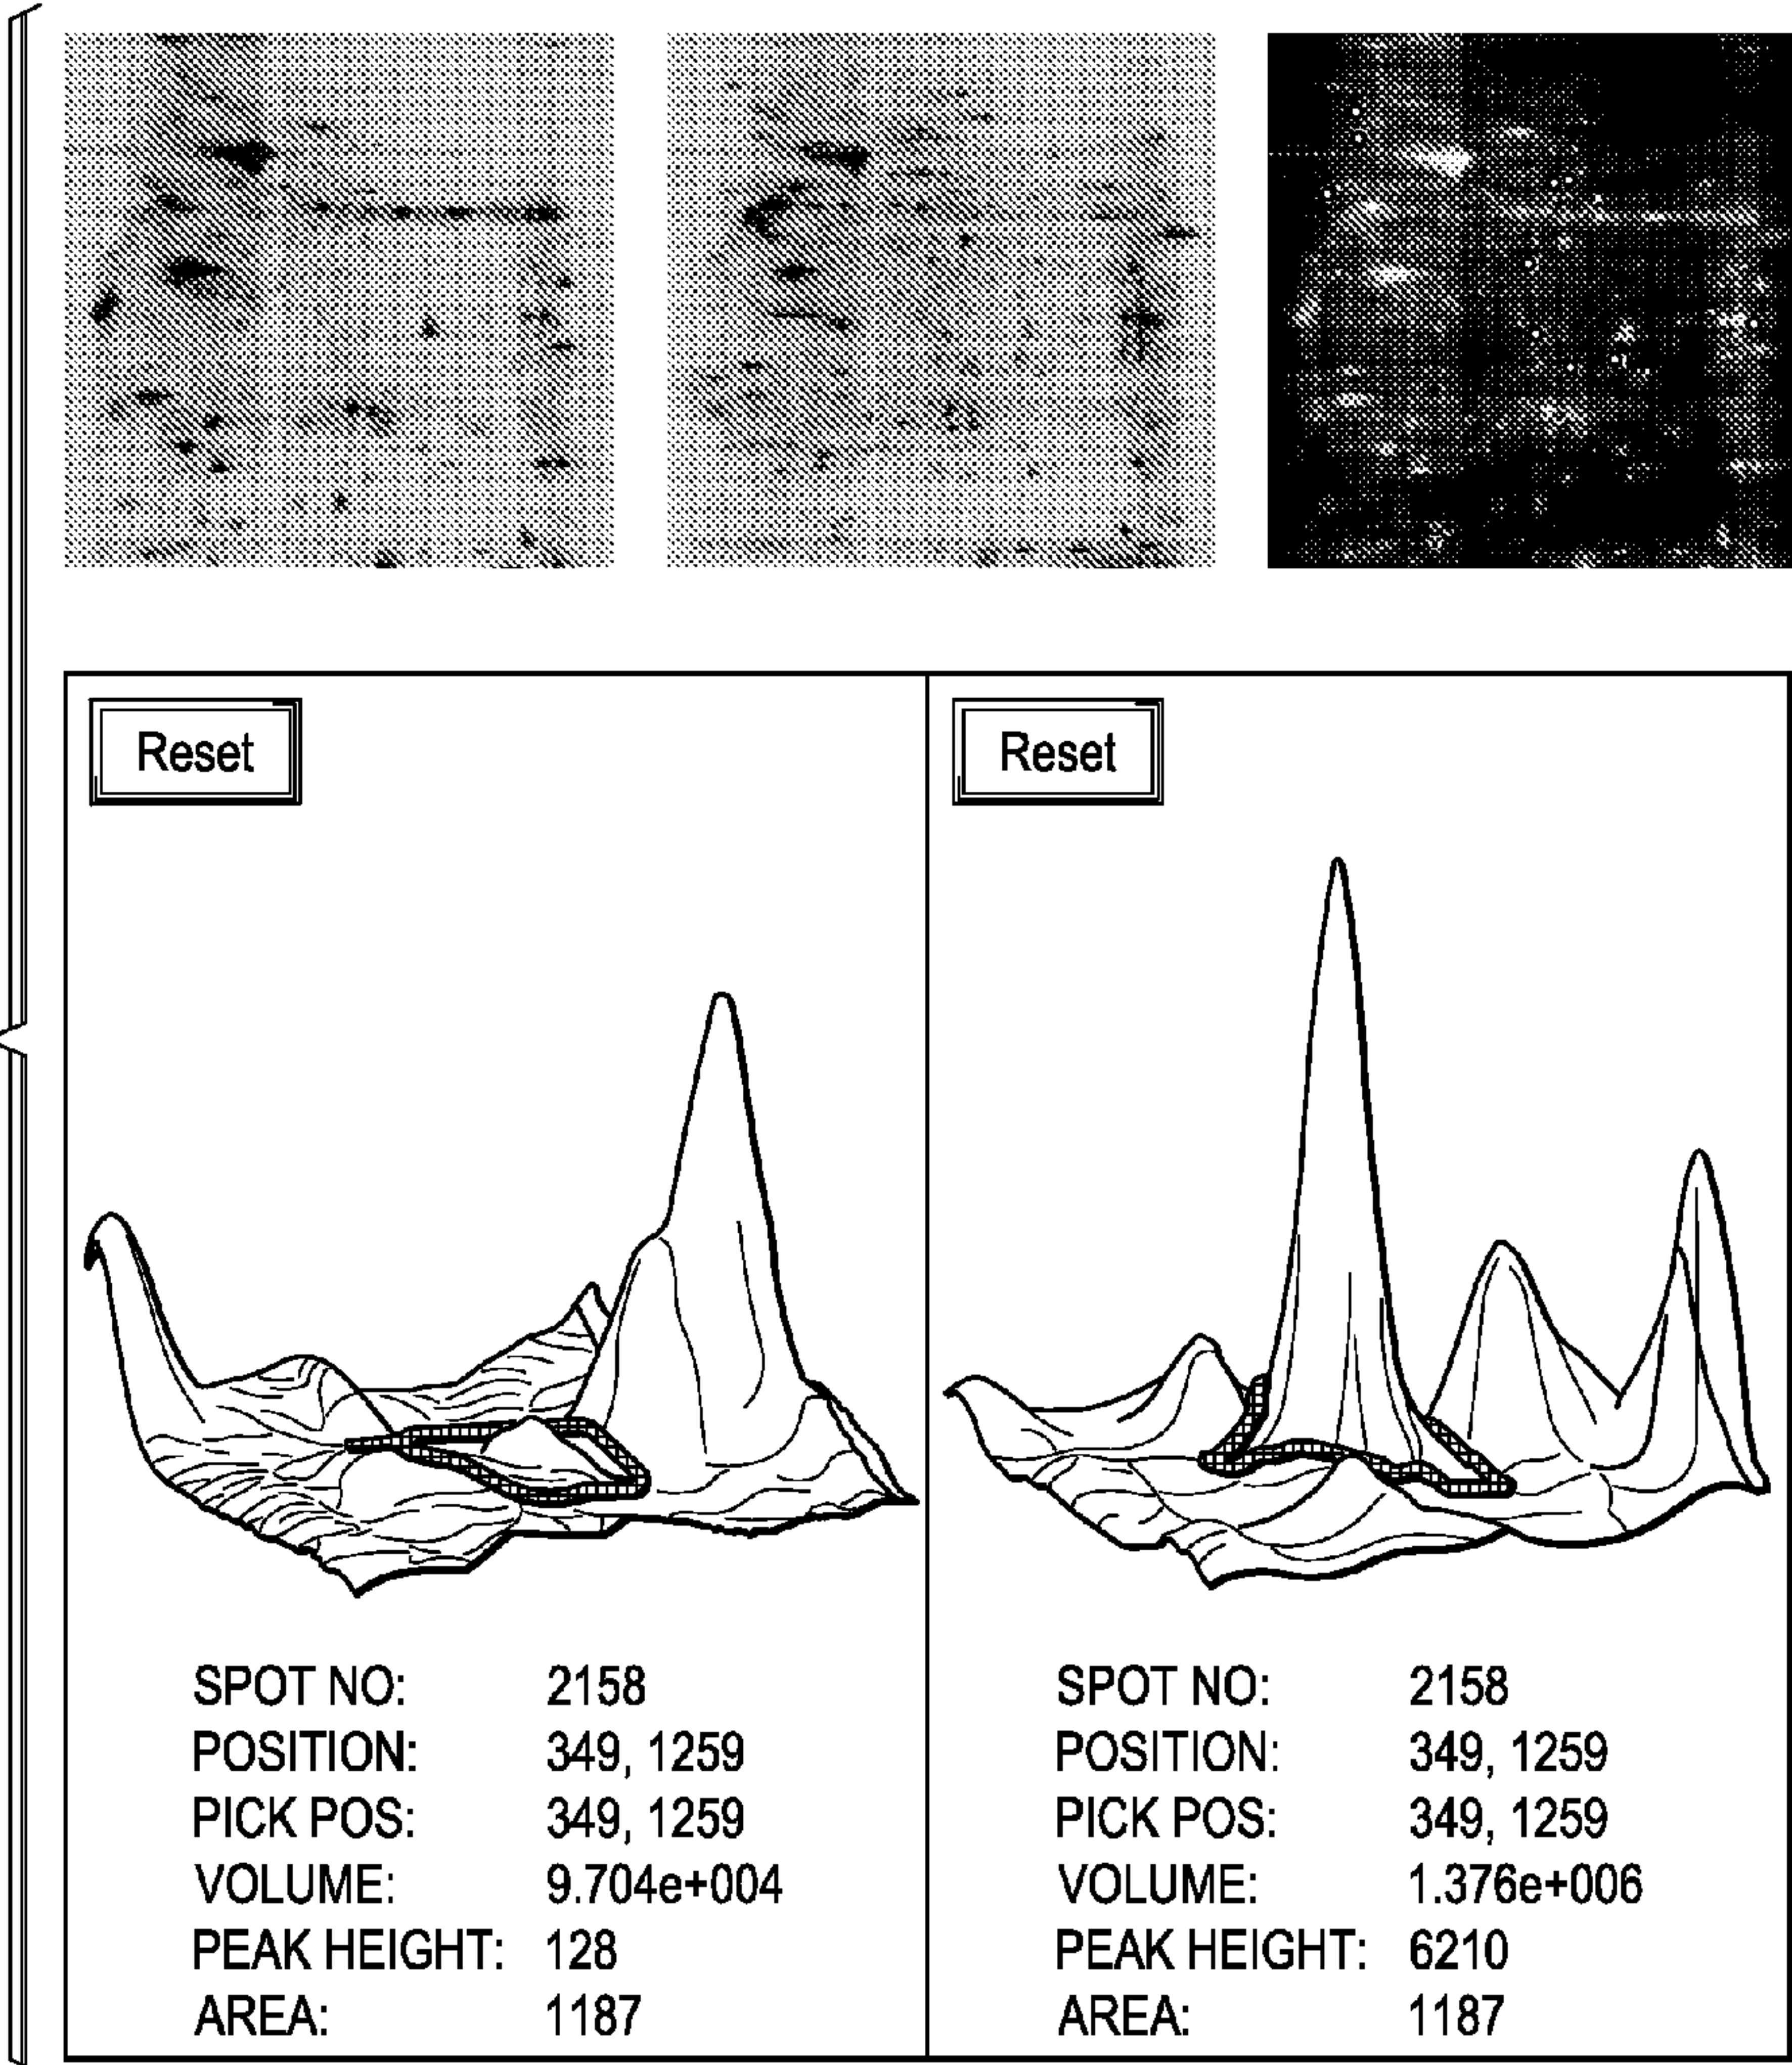 Reset
SPOT NO: 2158
POSITION: 349, 1259
PICK POS: 349, 1259
VOLUME: 9.704e+004
PEAK HEIGHT: 128
AREA: 1187
Reset
SPOT NO: 2158
POSITION: 349, 1259
PICK POS: 349, 1259
VOLUME: 1.376e+006
PEAK HEIGHT: 6210
AREA: 1187